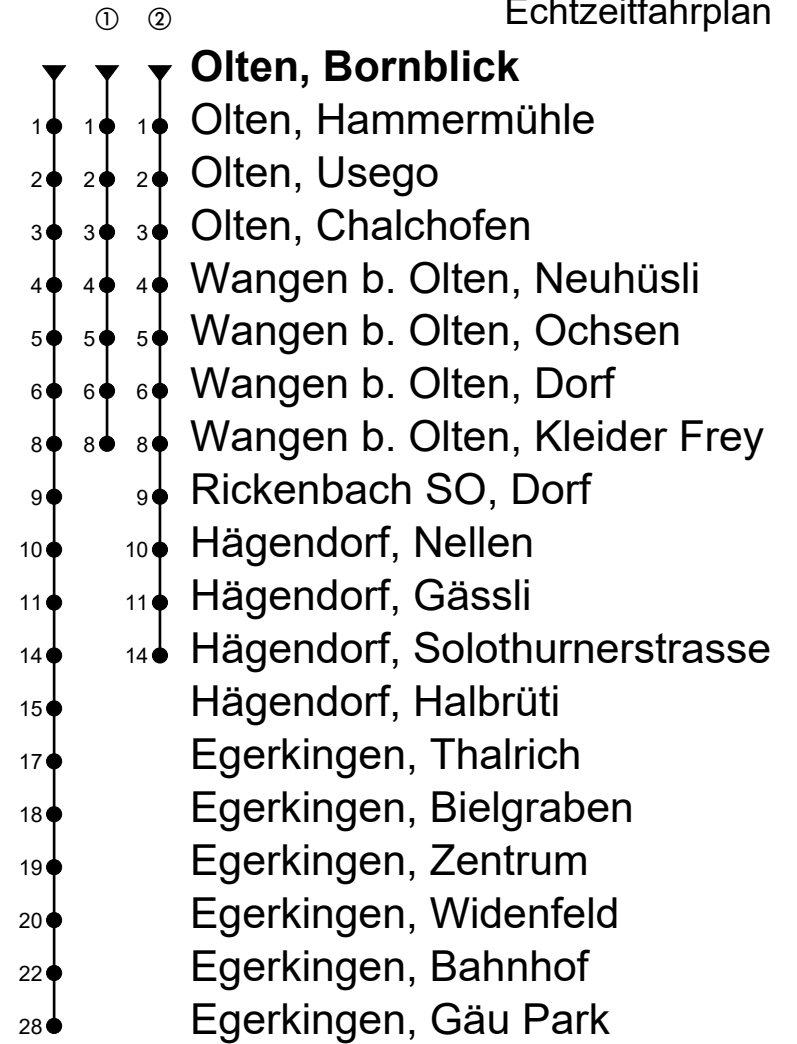 Echtzeitfahrplan
① ②
Olten, Bornblick
1 1 1 Olten, Hammermühle
2 2 2 Olten, Usego
3 3 3 Olten, Chalchofen
4 4 4 Wangen b. Olten, Neuhüsli
5 5 5 Wangen b. Olten, Ochsen
6 6 6 Wangen b. Olten, Dorf
8 8 8 Wangen b. Olten, Kleider Frey
9 9 Rickenbach SO, Dorf
10 10 Hägendorf, Nellen
11 11 Hägendorf, Gässli
14 14 Hägendorf, Solothurnerstrasse
15 Hägendorf, Halbrüti
17 Egerkingen, Thalrich
18 Egerkingen, Bielgraben
19 Egerkingen, Zentrum
20 Egerkingen, Widenfeld
22 Egerkingen, Bahnhof
28 Egerkingen, Gäu Park